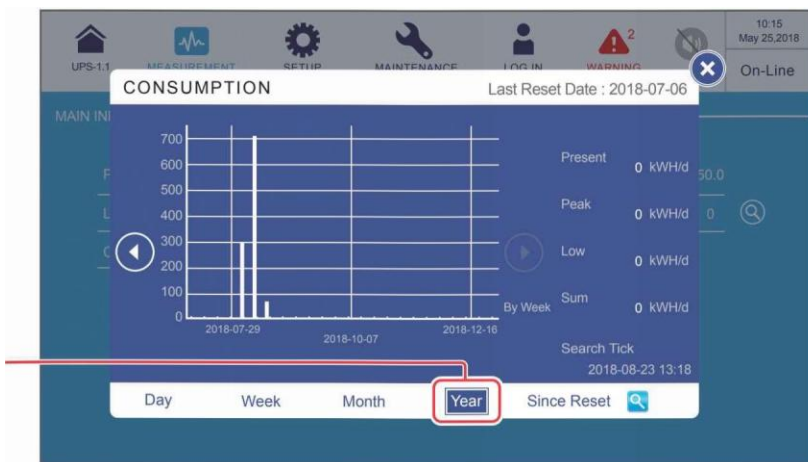 10:15
May 25,2018
2
UPS-1.1 MEASUREMENT SETUP MAINTENANCE LOG IN WARNING
On-Line
CONSUMPTION Last Reset Date : 2018-07-06
MAIN
700
600
500
400
300
200
100
0
2018-07-29 2018-10-07 2018-12-16
By Week
Present 0 kWH/d
Peak 0 kWH/d
Low 0 kWH/d
Sum 0 kWH/d
Search Tick
2018-08-23 13:18
50.0
0
Day Week Month Year Since Reset